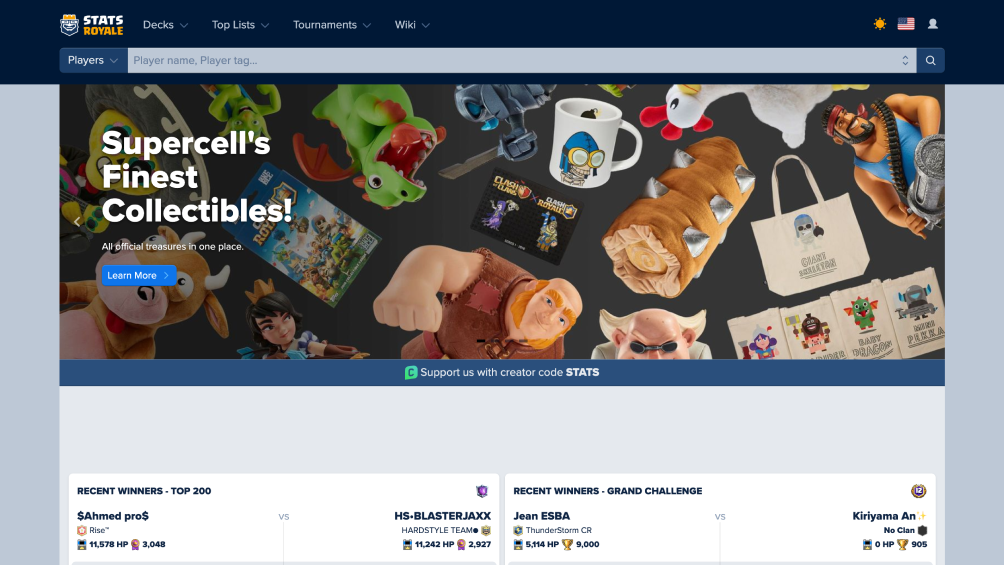 STATS
ROYALE
Decks
Top Lists
Tournaments
Wiki
Players
Player name, Player tag...
Supercell's
Finest
Collectibles!
All official treasures in one place.
Learn More
CLASH OF CLANS
CLASH ROYALE
GIANT
SKELETON
BABY
DRAGON
MINI
PEKKA
Support us with creator code STATS
RECENT WINNERS - TOP 200
$Ahmed pro$
VS
HS•BLASTERJAXX
Rise™
HARDSTYLE TEAM●
11,578 HP 3,048
11,242 HP 2,927
RECENT WINNERS - GRAND CHALLENGE
Jean ESBA
VS
Kiriyama An✨
ThunderStorm CR
No Clan
5,114 HP 9,000
0 HP 905